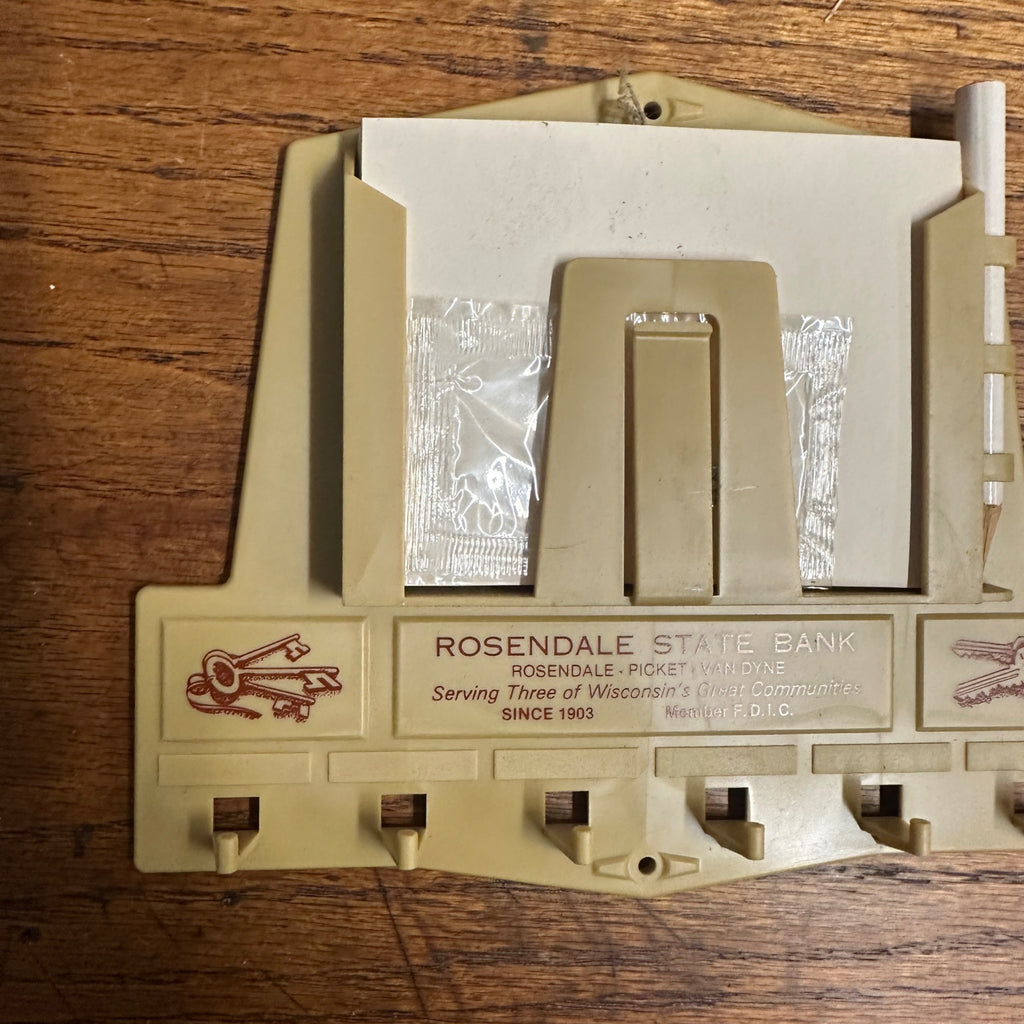 ROSENDALE STATE BANK
ROSENDALE - PICKET - VAN DYNE
Serving Three of Wisconsin's Great Communities
SINCE 1903 Member F.D.I.C.